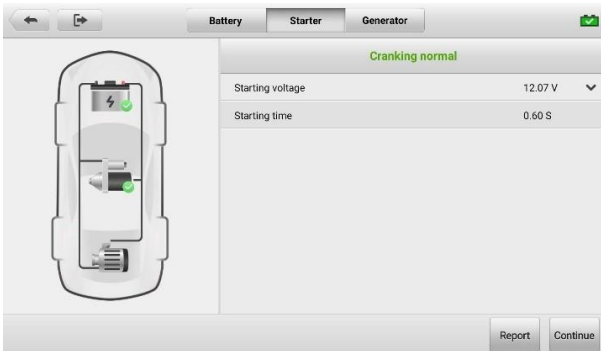 Battery Starter Generator
Cranking normal
Starting voltage 12.07 V
Starting time 0.60 S
Report Continue